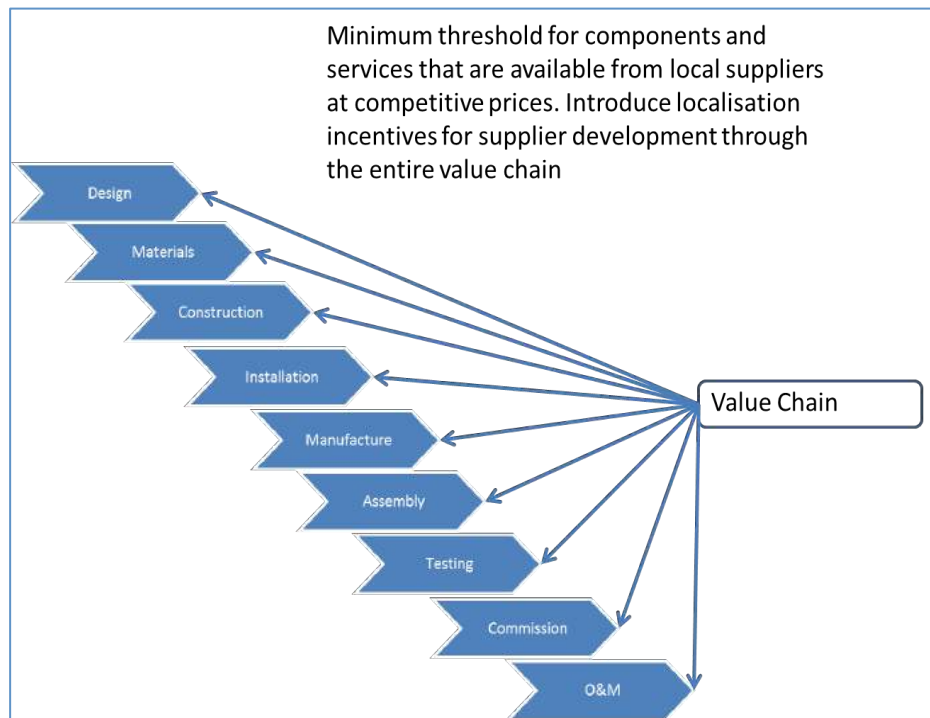 Minimum threshold for components and
services that are available from local suppliers
at competitive prices. Introduce localisation
incentives for supplier development through
the entire value chain
Design
Materials
Construction
Installation
Value Chain
Manufacture
Assembly
Testing
Commission
O&M